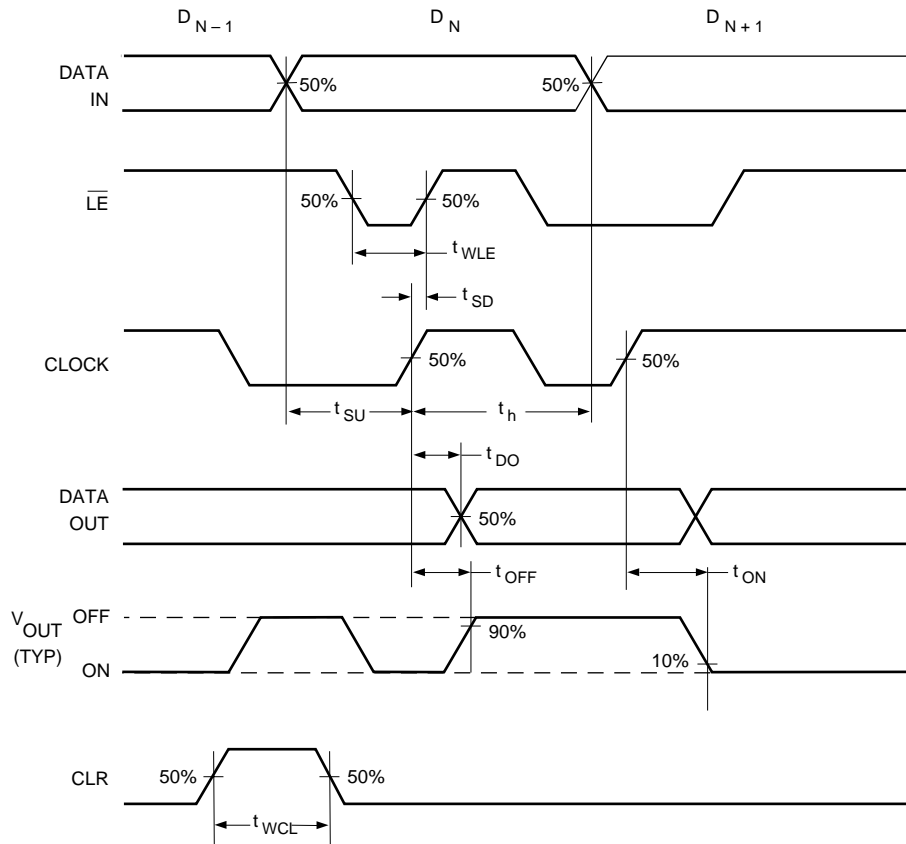 D N – 1 D N D N + 1
DATA IN 50% 50%
L̅E̅ 50% 50%
t WLE
t SD
CLOCK 50% 50%
t SU t h
t DO
DATA OUT 50%
t OFF t ON
V OUT (TYP) OFF 90%
ON 10%
CLR 50% 50%
t WCL